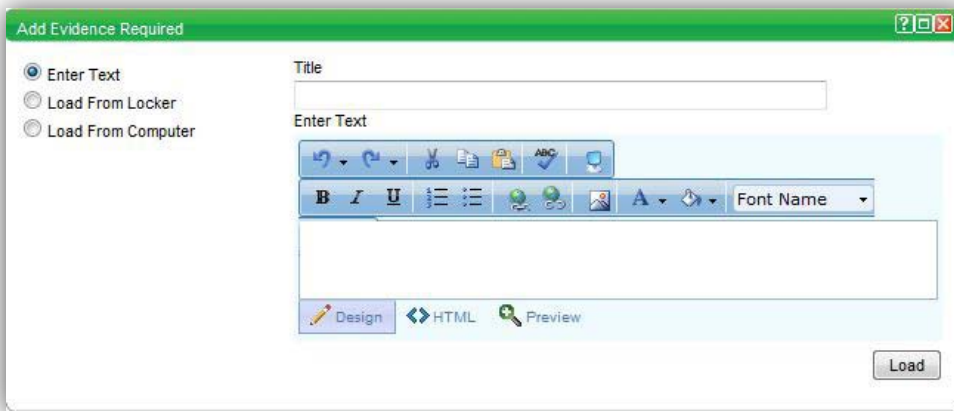 Add Evidence Required
Enter Text
Load From Locker
Load From Computer
Title
Enter Text
ABC
B I U
A Font Name
Design HTML Preview
Load